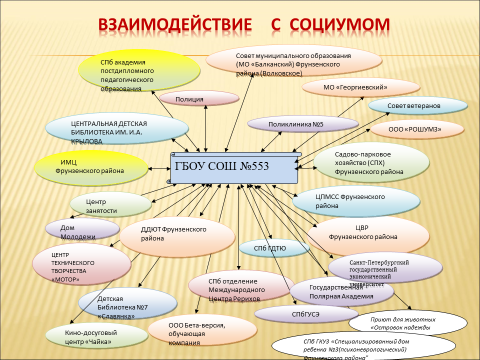 ВЗАИМОДЕЙСТВИЕ С СОЦИУМОМ
СПб академия
постдипломного
педагогического
образования
Совет муниципального образования
(МО «Балканский) Фрунзенского
района (Волковское)
МО «Георгиевский»
Полиция
Совет ветеранов
Поликлиника №5
ООО «РОШУМЗ»
ЦЕНТРАЛЬНАЯ ДЕТСКАЯ
БИБЛИОТЕКА ИМ. И.А.
КРЫЛОВА
ГБОУ СОШ №553
Садово-парковое
хозяйство (СПХ)
Фрунзенского района
ИМЦ
Фрунзенского района
ЦПМСС Фрунзенского
района
Центр
занятости
Дом
Молодежи
ДДЮТ Фрунзенского
района
ЦВР
Фрунзенского района
СПб ГДТЮ
ЦЕНТР
ТЕХНИЧЕСКОГО
ТВОРЧЕСТВА
«МОТОР»
Санкт-Петербургский
государственный
экономический
университет
СПб отделение
Международного
Центра Рерихов
Государственная
Полярная Академия
Детская
Библиотека №7
«Славянка»
СПбГУСЭ
Приют для животных
«Островок надежды
Кино-досуговый
центр «Чайка»
ООО Бета-версия,
обучающая
компания
СПб ГКУЗ «Специализированный дом
ребенка №3(психоневрологический)
Фрунзенского района"